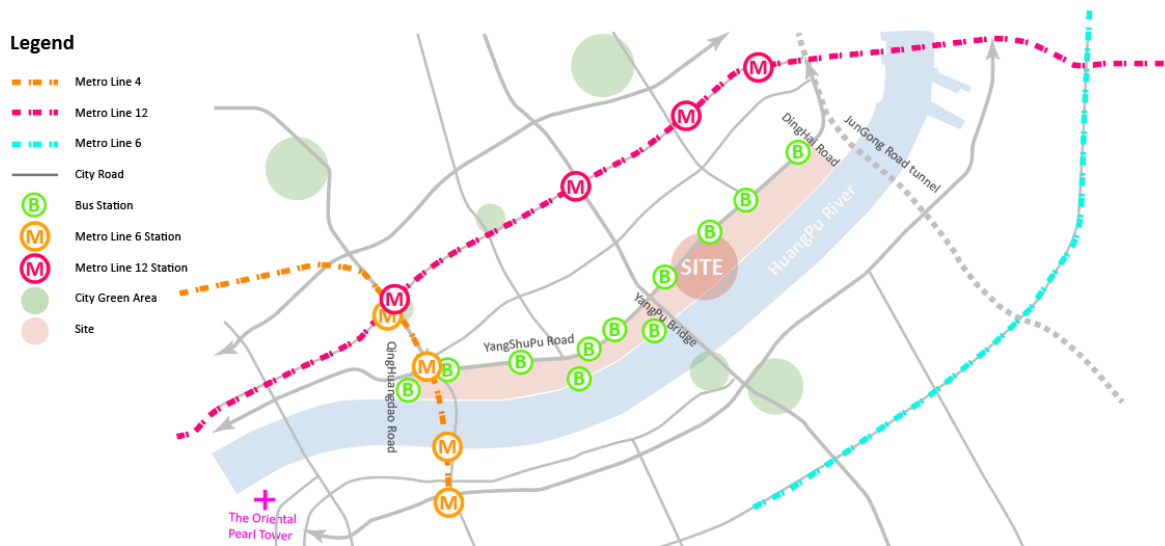 Legend
Metro Line 4
Metro Line 12
Metro Line 6
City Road
B
Bus Station
M
Metro Line 6 Station
M
Metro Line 12 Station
City Green Area
Site
M
M
DingHai Road
JunGong Road tunnel
B
M
B
B
HuangPu River
SITE
B
M
M
YangPu Bridge
B
B
YangShuPu Road
B
B
M
B
B
B
QingHuangdao Road
M
M
The Oriental
Pearl Tower